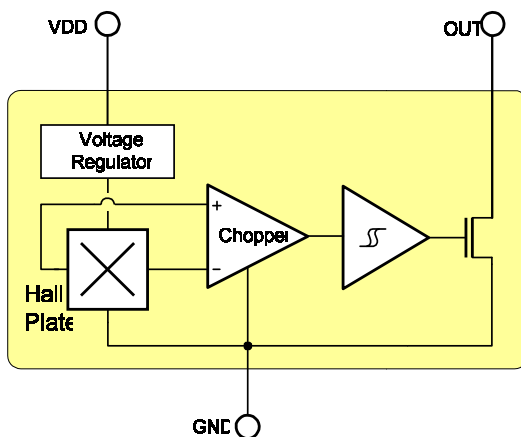 VDD
OUT
Voltage
Regulator
+
Chopper
−
Hall
Plate
GND